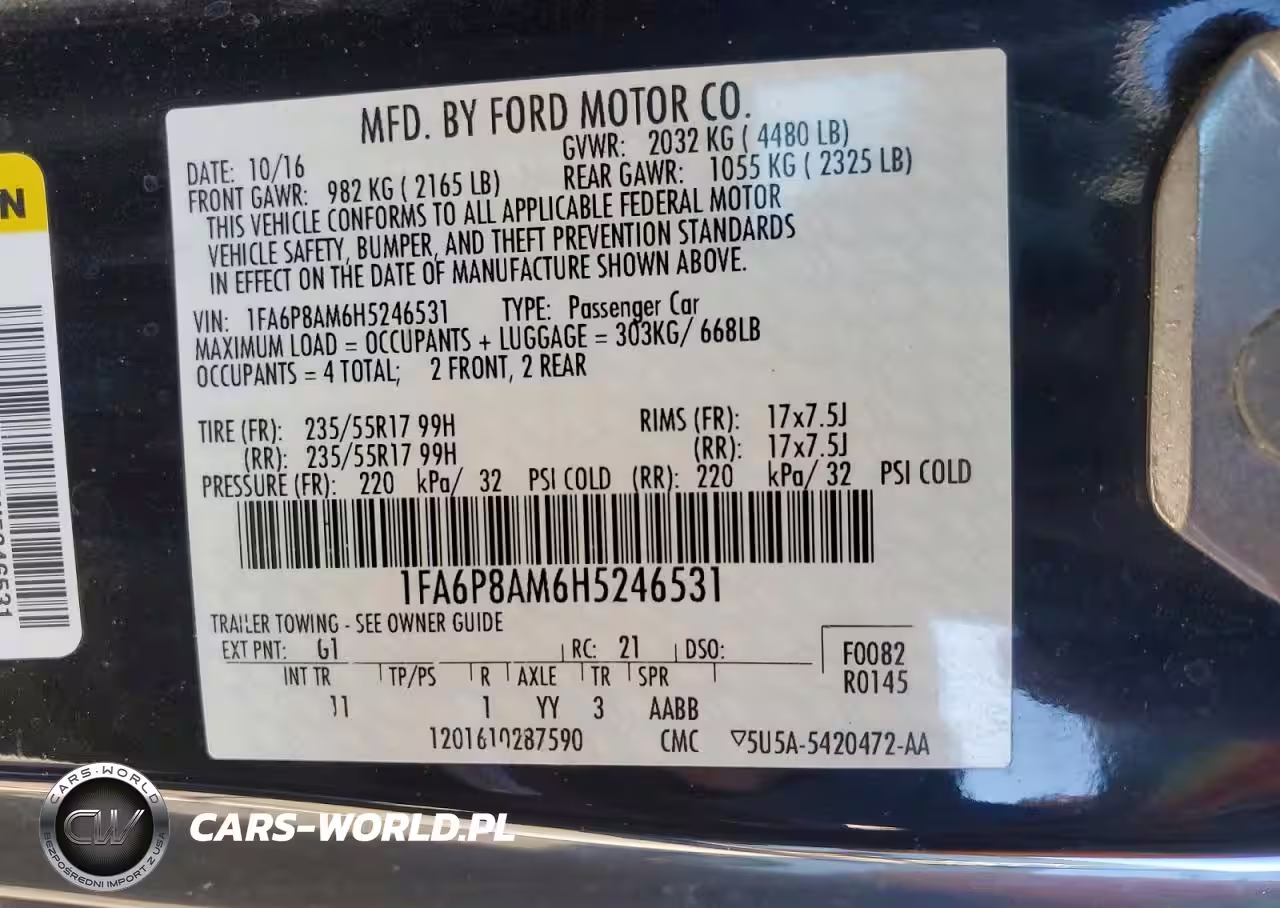 MFD. BY FORD MOTOR CO.
DATE: 10/16 GVWR: 2032 KG ( 4480 LB)
FRONT GAWR: 982 KG ( 2165 LB) REAR GAWR: 1055 KG ( 2325 LB)
THIS VEHICLE CONFORMS TO ALL APPLICABLE FEDERAL MOTOR
VEHICLE SAFETY, BUMPER, AND THEFT PREVENTION STANDARDS
IN EFFECT ON THE DATE OF MANUFACTURE SHOWN ABOVE.
VIN: 1FA6P8AM6H5246531 TYPE: Passenger Car
MAXIMUM LOAD = OCCUPANTS + LUGGAGE = 303KG/ 668LB
OCCUPANTS = 4 TOTAL; 2 FRONT, 2 REAR
TIRE (FR): 235/55R17 99H RIMS (FR): 17x7.5J
(RR): 235/55R17 99H (RR): 17x7.5J
PRESSURE (FR): 220 kPa/ 32 PSI COLD (RR): 220 kPa/ 32 PSI COLD
1FA6P8AM6H5246531
TRAILER TOWING - SEE OWNER GUIDE
EXT PNT: G1 RC: 21 DSO: F0082
INT TR TP/PS R AXLE TR SPR R0145
11 1 YY 3 AABB
1201610287590 CMC ▽5U5A-5420472-AA
N
CARS-WORLD
CW
BEZPOŚREDNI IMPORT Z USA
CARS-WORLD.PL